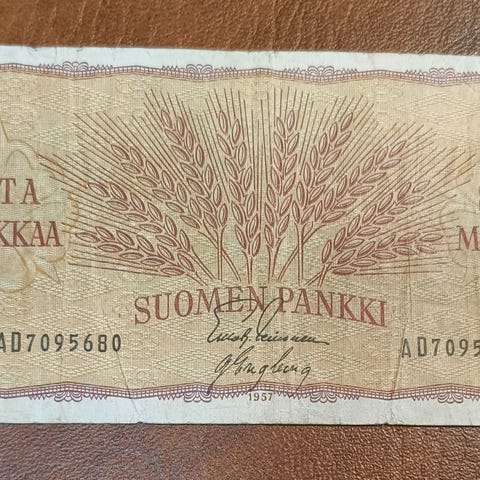 TA
KKAA
S
M
SUOMEN PANKKI
AD7095680
AD7095
1957